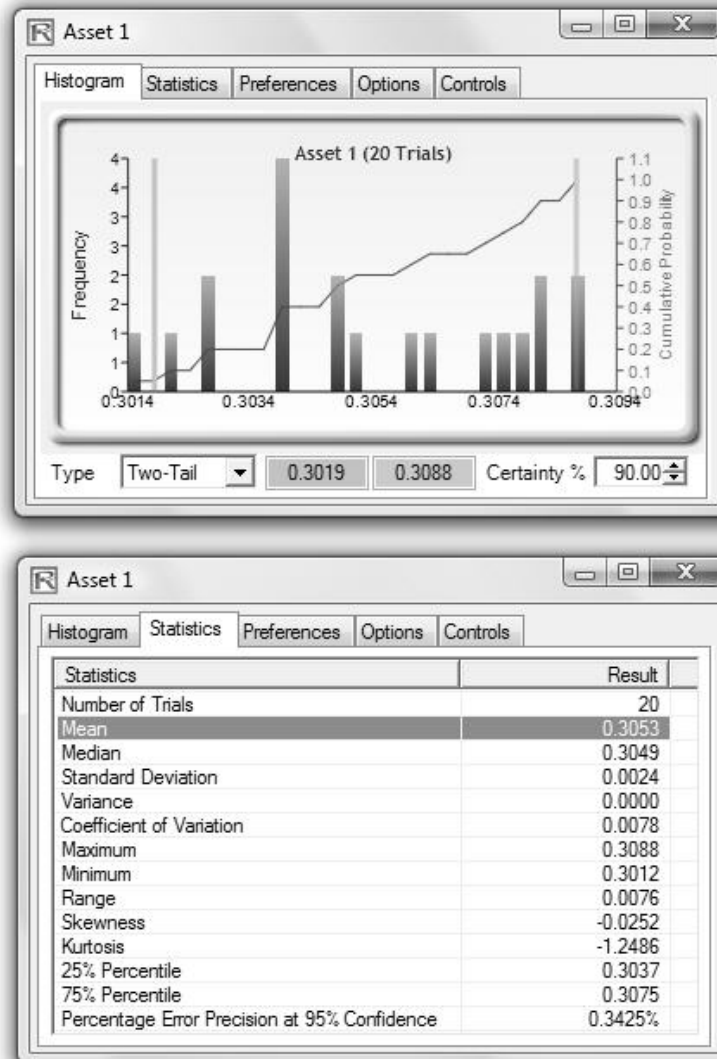 Asset 1
Histogram Statistics Preferences Options Controls
Asset 1 (20 Trials)
Frequency
4
4
3
3
2
2
1
1
0
Cumulative Probability
1.1
1.0
0.9
0.8
0.7
0.6
0.5
0.4
0.3
0.2
0.1
0.0
0.3014 0.3034 0.3054 0.3074 0.3094
Type Two-Tail 0.3019 0.3088 Certainty % 90.00
Asset 1
Histogram Statistics Preferences Options Controls
Statistics Result
Number of Trials 20
Mean 0.3053
Median 0.3049
Standard Deviation 0.0024
Variance 0.0000
Coefficient of Variation 0.0078
Maximum 0.3088
Minimum 0.3012
Range 0.0076
Skewness -0.0252
Kurtosis -1.2486
25% Percentile 0.3037
75% Percentile 0.3075
Percentage Error Precision at 95% Confidence 0.3425%